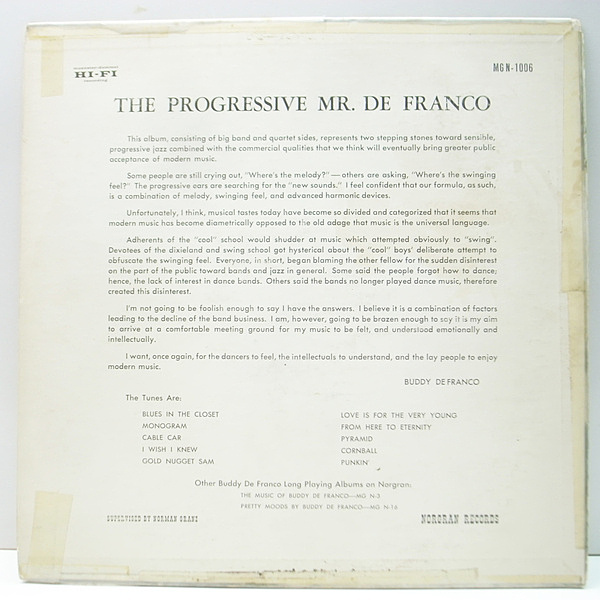 HI-FI
MG N-1006
THE PROGRESSIVE MR. DE FRANCO
This album, consisting of big band and quartet sides, represents two stepping stones toward sensible,
progressive jazz combined with the commercial qualities that we think will eventually bring greater public
acceptance of modern music.
Some people are still crying out, "Where's the melody?" — others are asking, "Where's the swinging
feel?" The progressive ears are searching for the "new sounds." I feel confident that our formula, as such,
is a combination of melody, swinging feel, and advanced harmonic devices.
Unfortunately, I think, musical tastes today have become so divided and categorized that it seems that
modern music has become diametrically opposed to the old adage that music is the universal language.
Adherents of the "cool" school would shudder at music which attempted obviously to "swing".
Devotees of the dixieland and swing school got hysterical about the "cool" boys' deliberate attempt to
obfuscate the swinging feel. Everyone, in short, began blaming the other fellow for the sudden disinterest
on the part of the public toward bands and jazz in general. Some said the people forgot how to dance;
hence, the lack of interest in dance bands. Others said the bands no longer played dance music, therefore
created this disinterest.
I'm not going to be foolish enough to say I have the answers. I believe it is a combination of factors
leading to the decline of the band business. I am, however, going to be brazen enough to say it is my aim
to arrive at a comfortable meeting ground for my music to be felt, and understood emotionally and
intellectually.
I want, once again, for the dancers to feel, the intellectuals to understand, and the lay people to enjoy
modern music.
BUDDY DE FRANCO
The Tunes Are:
BLUES IN THE CLOSET
MONOGRAM
CABLE CAR
I WISH I KNEW
GOLD NUGGET SAM
LOVE IS FOR THE VERY YOUNG
FROM HERE TO ETERNITY
PYRAMID
CORNBALL
PUNKIN'
Other Buddy De Franco Long Playing Albums on Norgran:
THE MUSIC OF BUDDY DE FRANCO—MG N-3
PRETTY MOODS BY BUDDY DE FRANCO—MG N-16
SUPERVISED BY NORMAN GRANZ
NORGRAN RECORDS